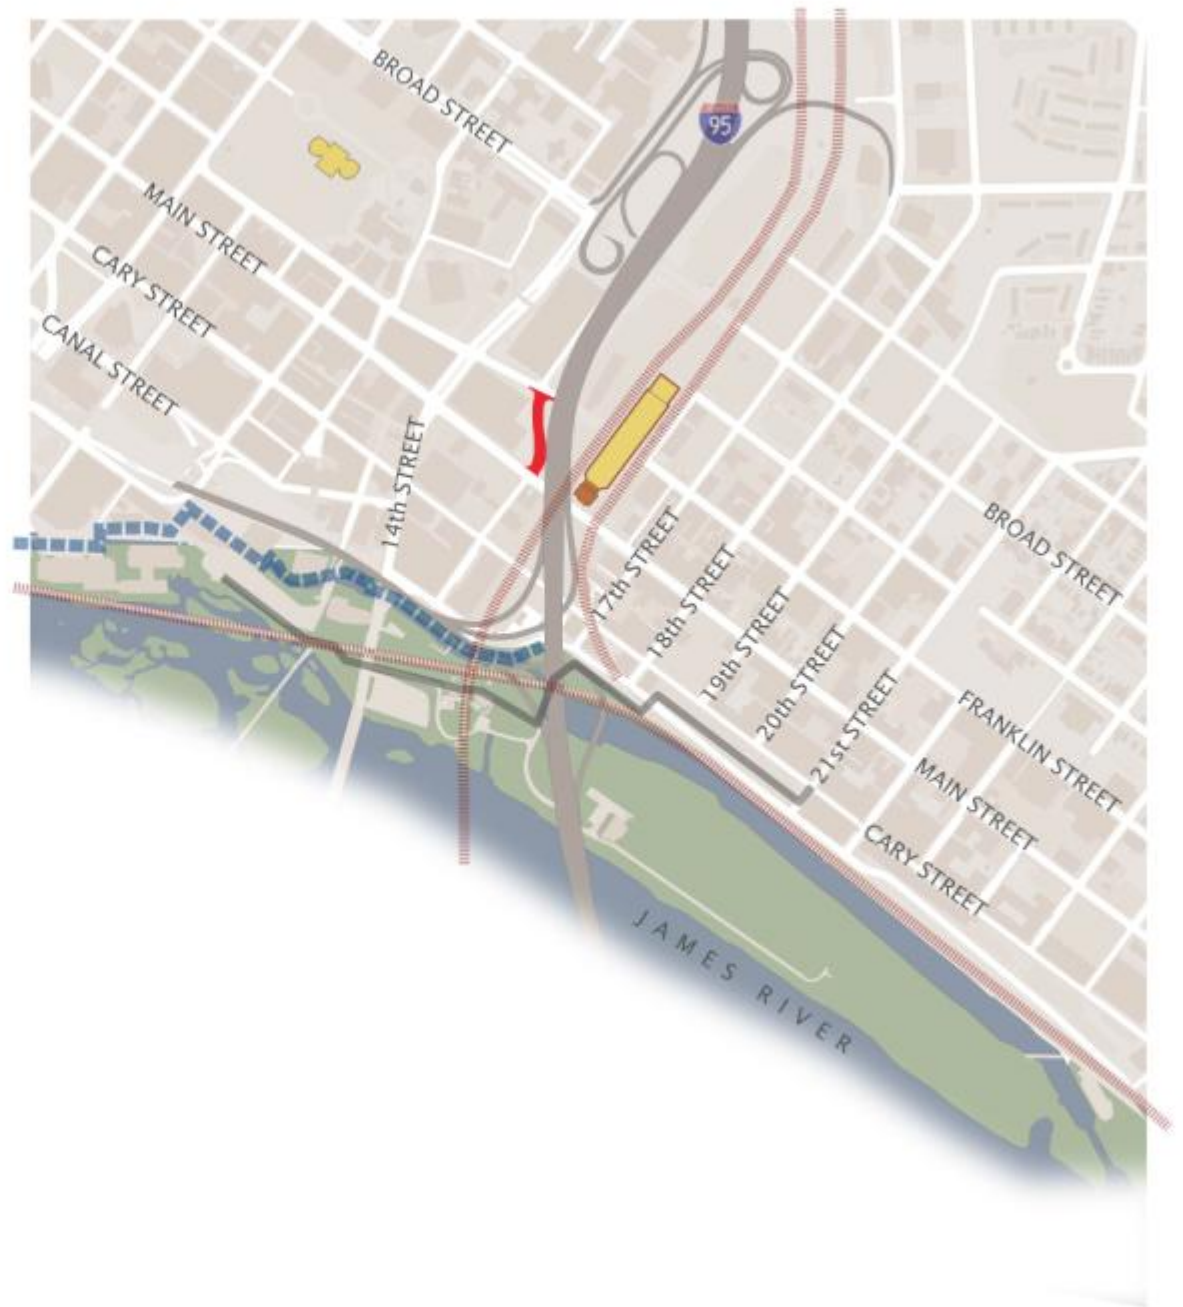 BROAD STREET
95
MAIN STREET
CARY STREET
CANAL STREET
14th STREET
17th STREET
18th STREET
19th STREET
20th STREET
21st STREET
BROAD STREET
FRANKLIN STREET
MAIN STREET
CARY STREET
JAMES RIVER